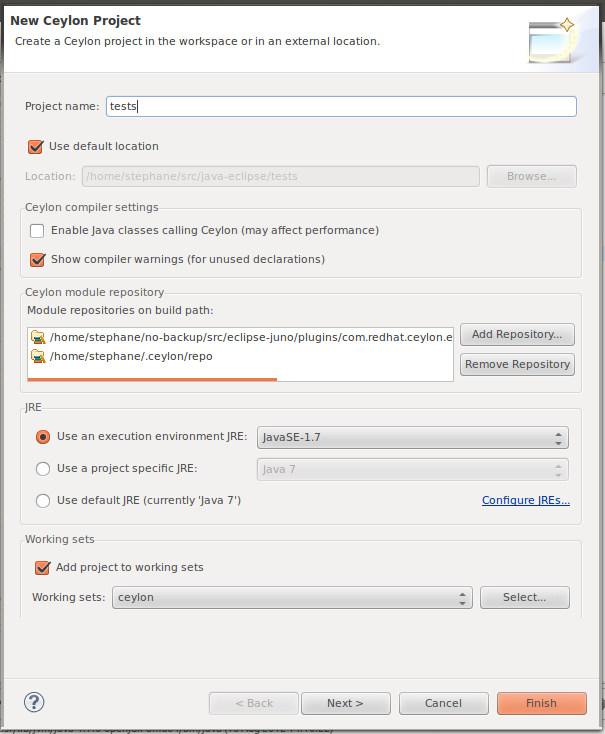 New Ceylon Project
Create a Ceylon project in the workspace or in an external location.
Project name: tests
Use default location
Location: /home/stephane/src/java-eclipse/tests Browse...
Ceylon compiler settings
Enable Java classes calling Ceylon (may affect performance)
Show compiler warnings (for unused declarations)
Ceylon module repository
Module repositories on build path:
/home/stephane/no-backup/src/eclipse-juno/plugins/com.redhat.ceylon.e Add Repository...
/home/stephane/.ceylon/repo Remove Repository
JRE
Use an execution environment JRE: JavaSE-1.7
Use a project specific JRE: Java 7
Use default JRE (currently 'Java 7') Configure JREs...
Working sets
Add project to working sets
Working sets: ceylon Select...
? < Back Next > Cancel Finish